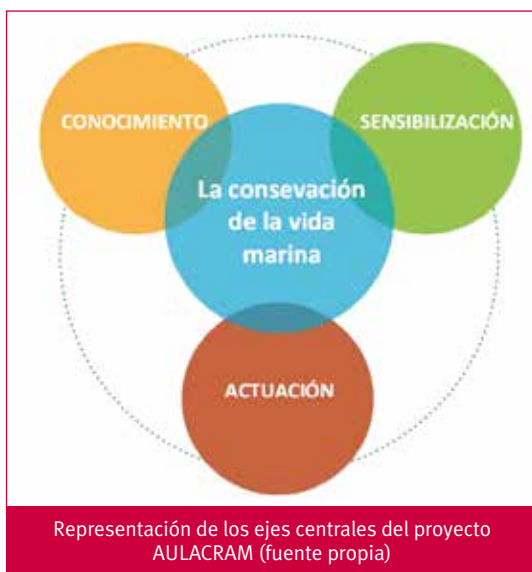 CONOCIMIENTO
SENSIBILIZACIÓN
La consevación
de la vida
marina
ACTUACIÓN
Representación de los ejes centrales del proyecto
AULACRAM (fuente propia)